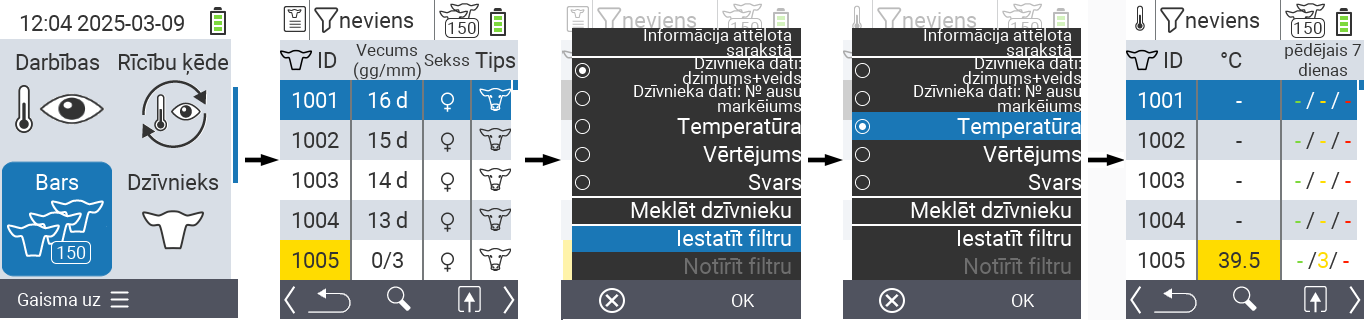 12:04 2025-03-09
Darbības Rīcību ķēde
Bars Dzīvnieks
150
Gaisma uz
neviens 150
ID Vecums (gg/mm) Sekss Tips
1001 16 d ♀
1002 15 d ♀
1003 14 d ♀
1004 13 d ♀
1005 0/3 ♀
neviens 150
Informācija attēlota
sarakstā
Dzīvnieka dati:
dzimums+veids
Dzīvnieka dati: № ausu
marķējums
Temperatūra
Vērtējums
Svars
Meklēt dzīvnieku
Iestatīt filtru
Notīrīt filtru
OK
neviens 150
Informācija attēlota
sarakstā
Dzīvnieka dati:
dzimums+veids
Dzīvnieka dati: № ausu
marķējums
Temperatūra
Vērtējums
Svars
Meklēt dzīvnieku
Iestatīt filtru
Notīrīt filtru
OK
neviens 150
ID °C pēdējais 7 dienas
1001 - - / - / -
1002 - - / - / -
1003 - - / - / -
1004 - - / - / -
1005 39.5 - /3/ -